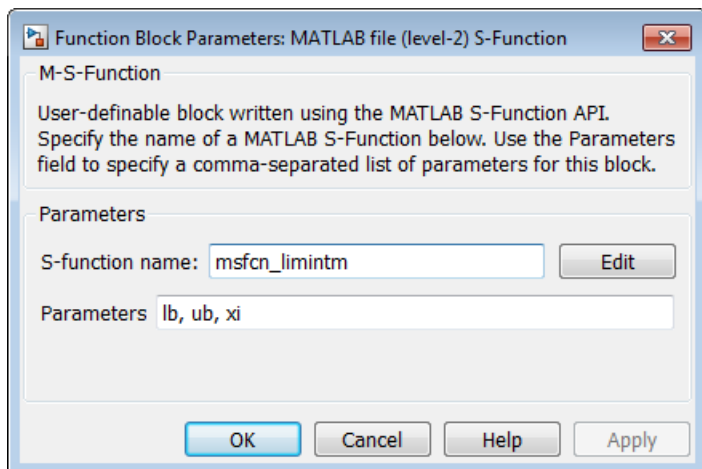 Function Block Parameters: MATLAB file (level-2) S-Function
M-S-Function
User-definable block written using the MATLAB S-Function API.
Specify the name of a MATLAB S-Function below. Use the Parameters
field to specify a comma-separated list of parameters for this block.
Parameters
S-function name: msfcn_limintm Edit
Parameters lb, ub, xi
OK Cancel Help Apply